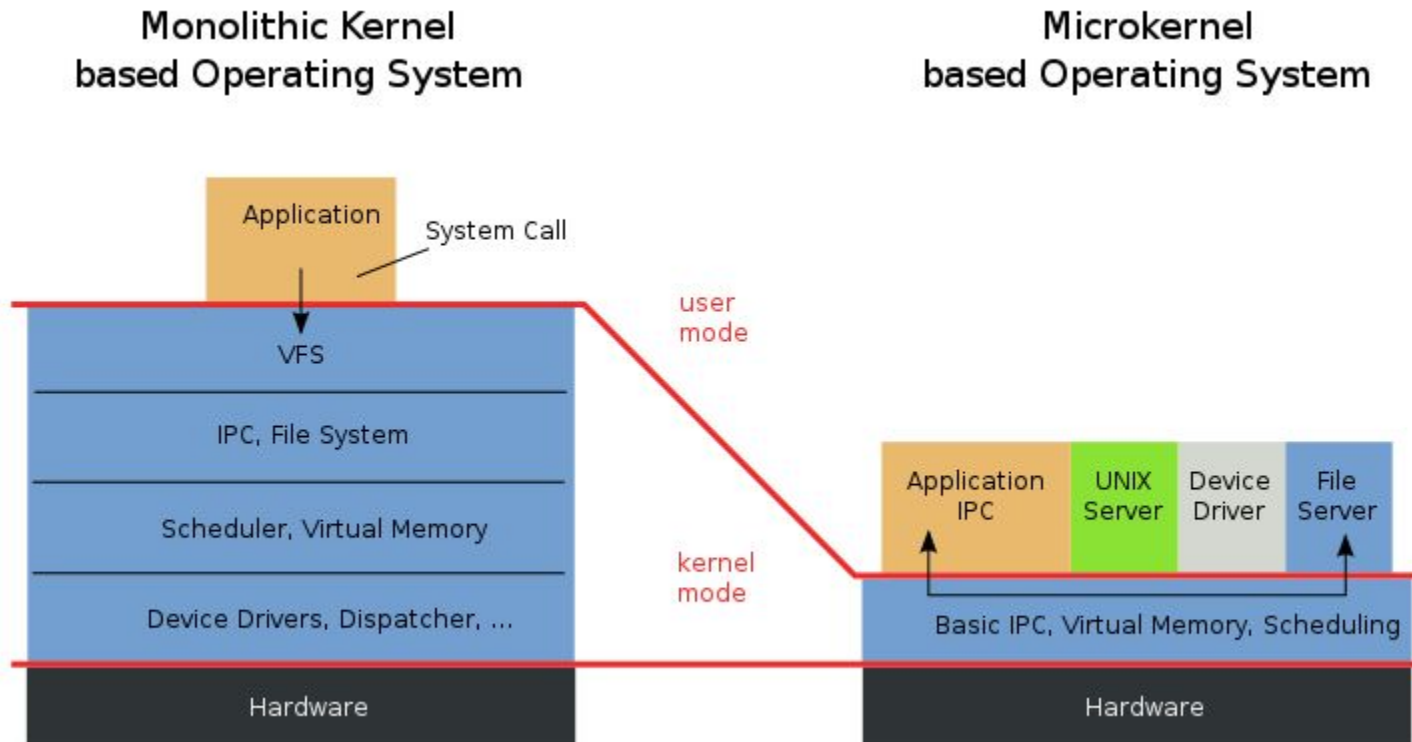 Monolithic Kernel
based Operating System
Microkernel
based Operating System
Application
System Call
user
mode
VFS
IPC, File System
Scheduler, Virtual Memory
kernel
mode
Device Drivers, Dispatcher, ...
Hardware
Application
IPC
UNIX
Server
Device
Driver
File
Server
Basic IPC, Virtual Memory, Scheduling
Hardware